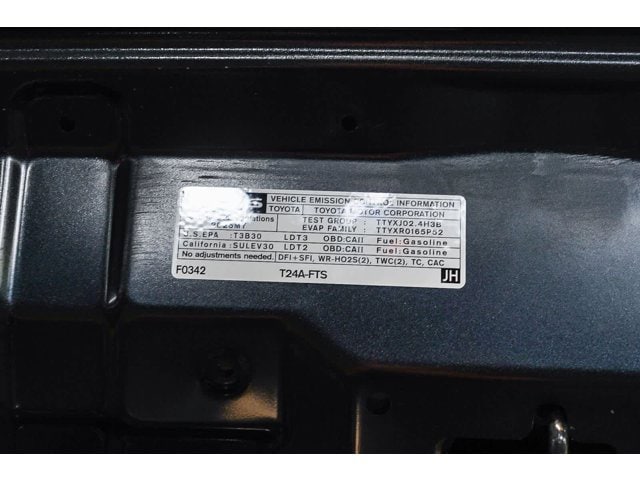 VEHICLE EMISSION CONTROL INFORMATION
TOYOTA TOYOTA MOTOR CORPORATION
TEST GROUP : TTYXJ02.4H3B
EVAP FAMILY : TTYXR0165P52
U.S.EPA :T3B30 LDT3 OBD:CAII Fuel:Gasoline
California:SULEV30 LDT2 OBD:CAII Fuel:Gasoline
No adjustments needed. DFI+SFI, WR-HO2S(2), TWC(2), TC, CAC
F0342 T24A-FTS JH